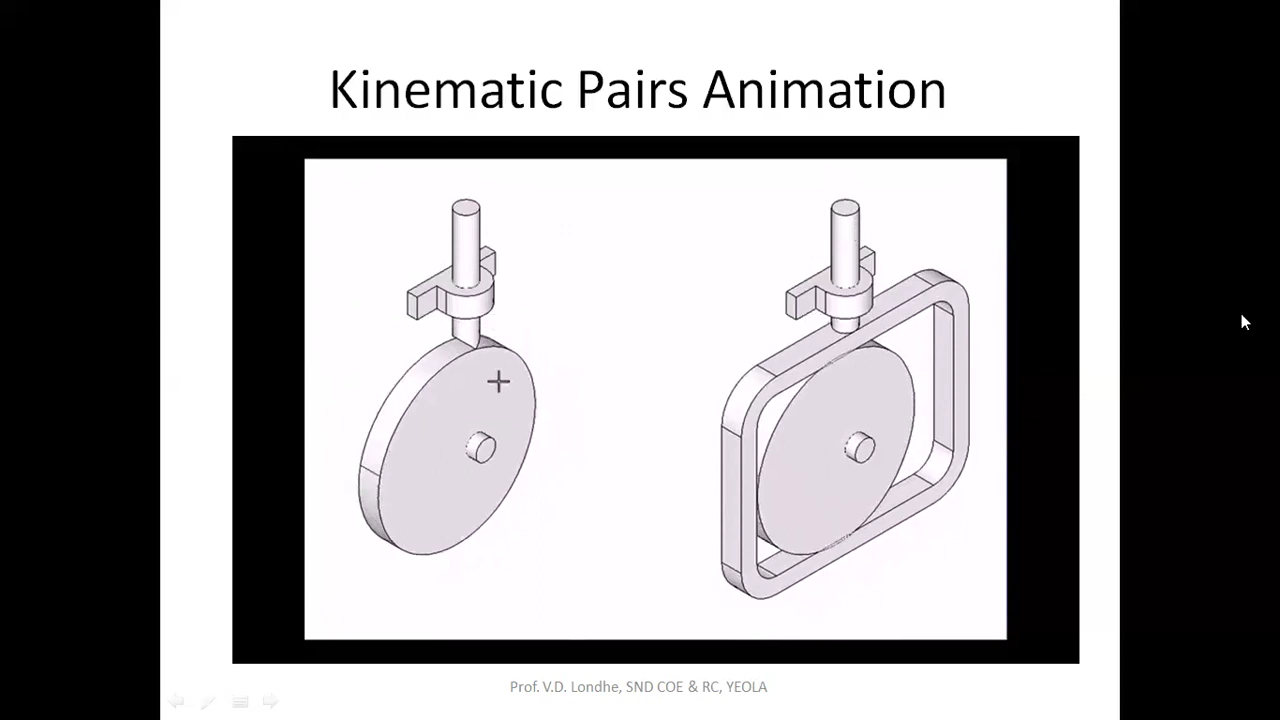 Kinematic Pairs Animation
Prof. V.D. Londhe, SND COE & RC, YEOLA